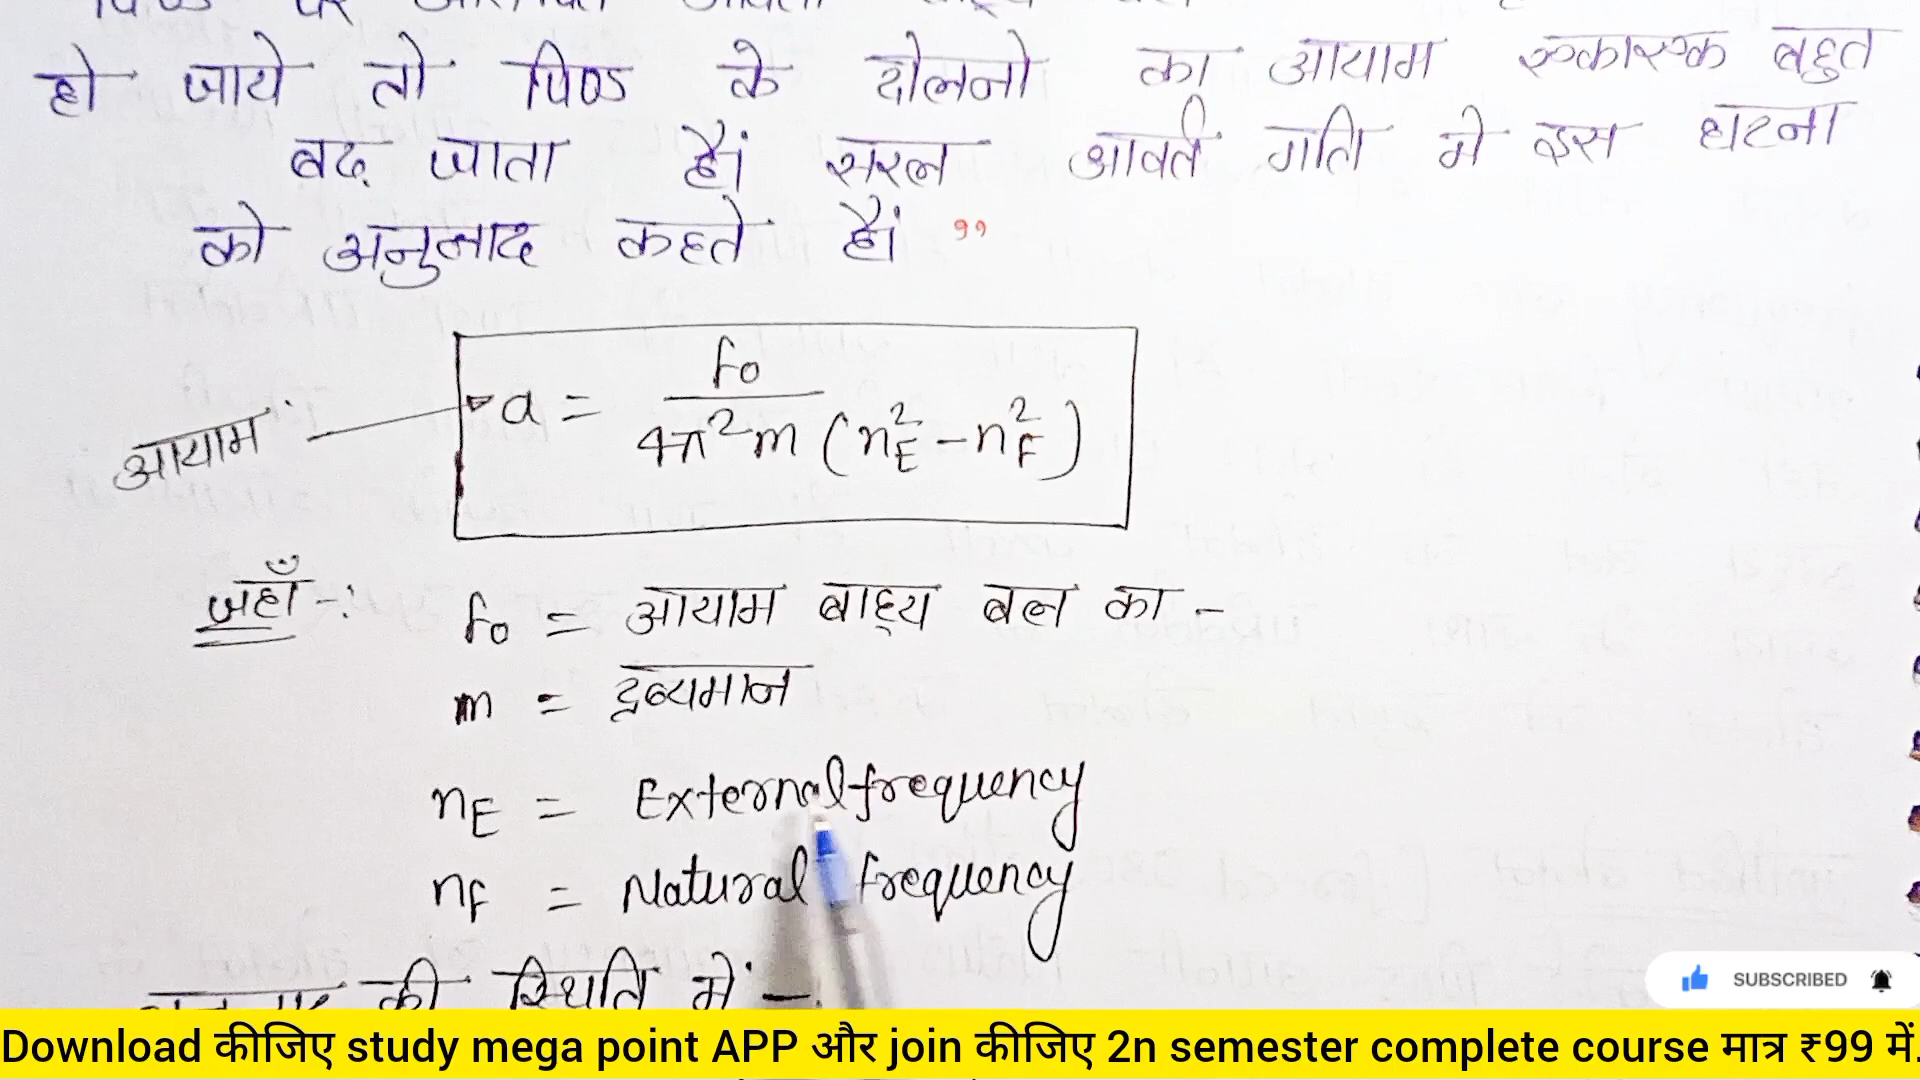 हो जाये तो पिण्ड के दोलनो का आयाम एकाएक बहुत
बढ़ जाता हैं। सरल आवर्त गति मे इस घटना
को अनुनाद कहते हैं। ”
आयाम a = fo / 4π²m (n²E – n²F)
जहाँ -: fo = आयाम बाह्य बल का -
m = द्रव्यमान
nE = External frequency
nF = Natural frequency
की स्थिति में -
SUBSCRIBED
Download कीजिए study mega point APP और join कीजिए 2n semester complete course मात्र ₹99 में.